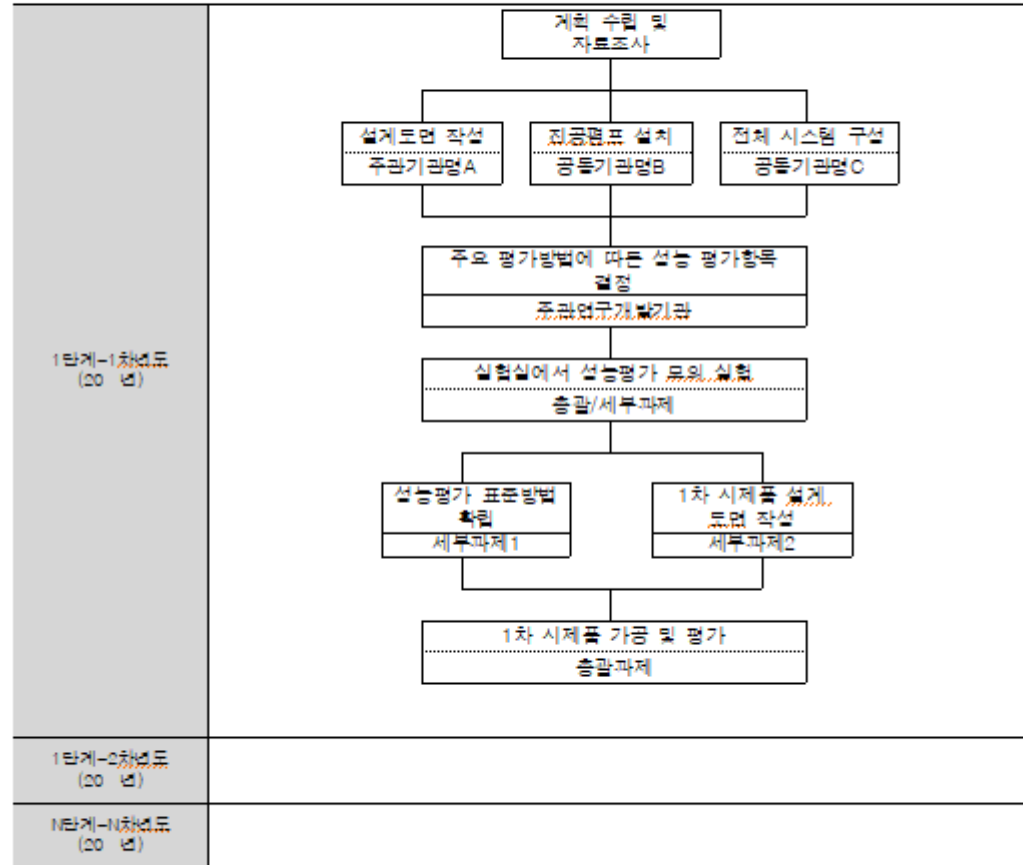 계획 수립 및
자료조사
설계도면 작성
주관기관명A
진공펌프 설치
공동기관명B
전체 시스템 구성
공동기관명C
주요 평가방법에 따른 성능 평가항목
결정
주관연구개발기관
1단계-1차년도
(20   년)
실험실에서 성능평가 모의 실험
총괄/세부과제
성능평가 표준방법
확립
세부과제1
1차 시제품 설계
도면 작성
세부과제2
1차 시제품 가공 및 평가
총괄과제
1단계-2차년도
(20   년)
N단계-N차년도
(20   년)